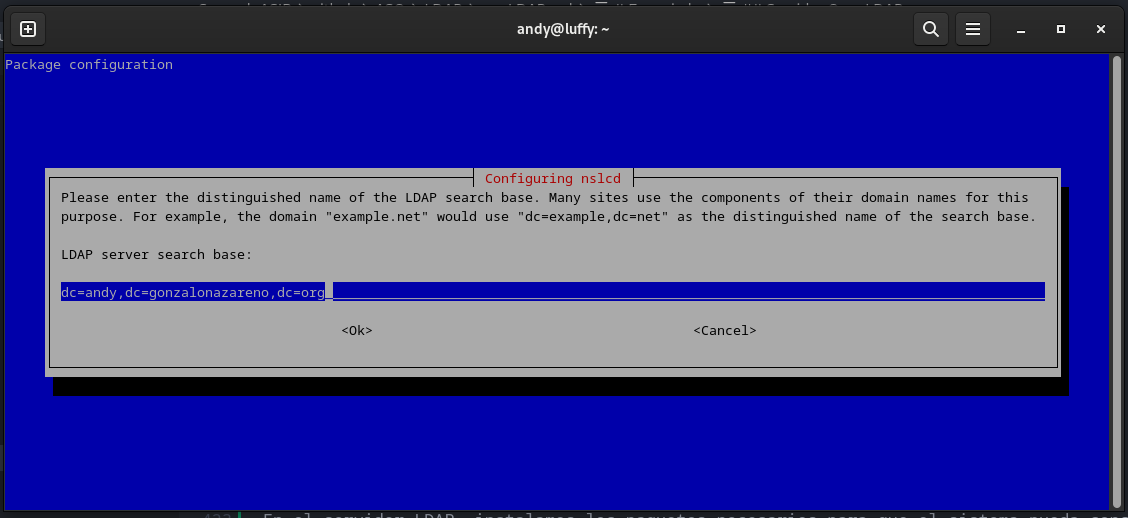 andy@luffy: ~
Package configuration
Configuring nslcd
Please enter the distinguished name of the LDAP search base. Many sites use the components of their domain names for this
purpose. For example, the domain "example.net" would use "dc=example,dc=net" as the distinguished name of the search base.
LDAP server search base:
dc=andy,dc=gonzalonazareno,dc=org
<Ok> <Cancel>